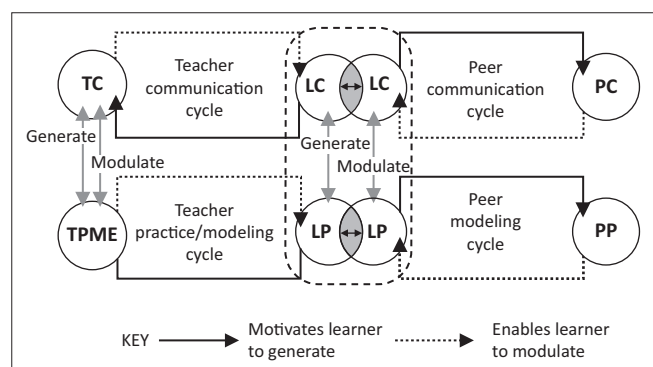 TC
Teacher
communication
cycle
LC
LC
Peer
communication
cycle
PC
Generate
Modulate
Generate
Modulate
TPME
Teacher
practice/modeling
cycle
LP
LP
Peer
modeling
cycle
PP
KEY
Motivates learner
to generate
Enables learner
to modulate